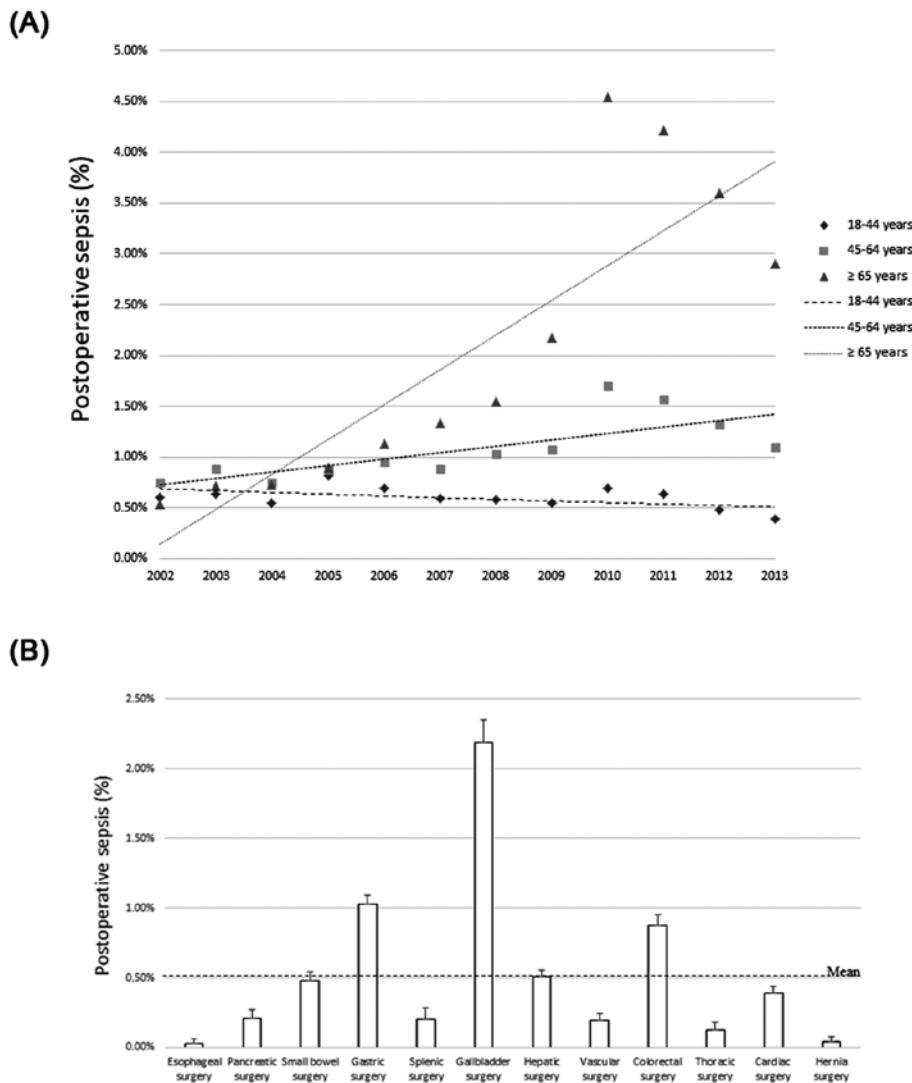 (A)
5.00%
4.50%
4.00%
3.50%
3.00%
2.50%
2.00%
1.50%
1.00%
0.50%
0.00%
Postoperative sepsis (%)
2002 2003 2004 2005 2006 2007 2008 2009 2010 2011 2012 2013
18-44 years
45-64 years
≥ 65 years
18-44 years
45-64 years
≥ 65 years
(B)
2.50%
2.00%
1.50%
1.00%
0.50%
0.00%
Postoperative sepsis (%)
Mean
Esophageal Pancreatic Small bowel Gastric Splenic Gallbladder Hepatic Vascular Colorectal Thoracic Cardiac Hernia
surgery surgery surgery surgery surgery surgery surgery surgery surgery surgery surgery surgery